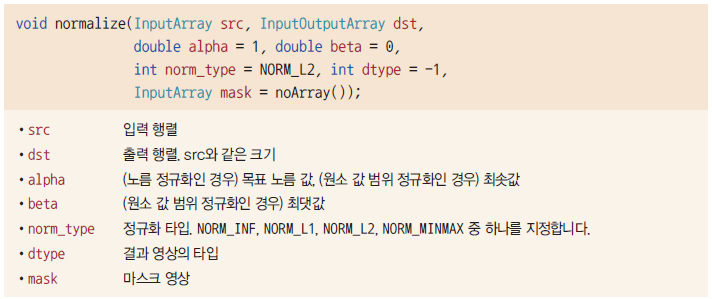 void normalize(InputArray src, InputOutputArray dst,
double alpha = 1, double beta = 0,
int norm_type = NORM_L2, int dtype = -1,
InputArray mask = noArray());
• src 입력 행렬
• dst 출력 행렬, src와 같은 크기
• alpha (노름 정규화인 경우) 목표 노름 값, (원소 값 범위 정규화인 경우) 최솟값
• beta (원소 값 범위 정규화인 경우) 최댓값
• norm_type 정규화 타입. NORM_INF, NORM_L1, NORM_L2, NORM_MINMAX 중 하나를 지정합니다.
• dtype 결과 영상의 타입
• mask 마스크 영상